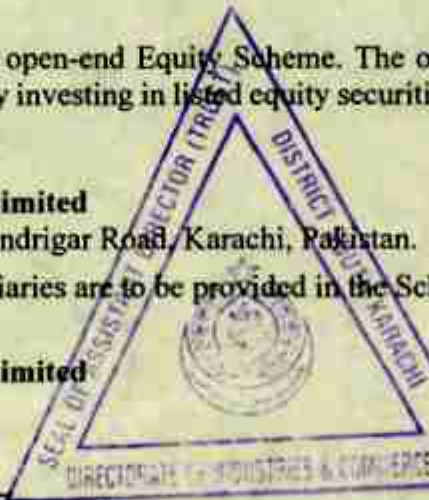 open-end Equity Scheme. The o
y investing in listed equity securiti
imited
ndrigar Road, Karachi, Pakistan.
iaries are to be provided in the Sc
imited
SEAL OF ASSISTANT DIRECTOR (TRUST)
DISTRICT SOUTH KARACHI
DIRECTORATE OF INDUSTRIES & COMMERCE